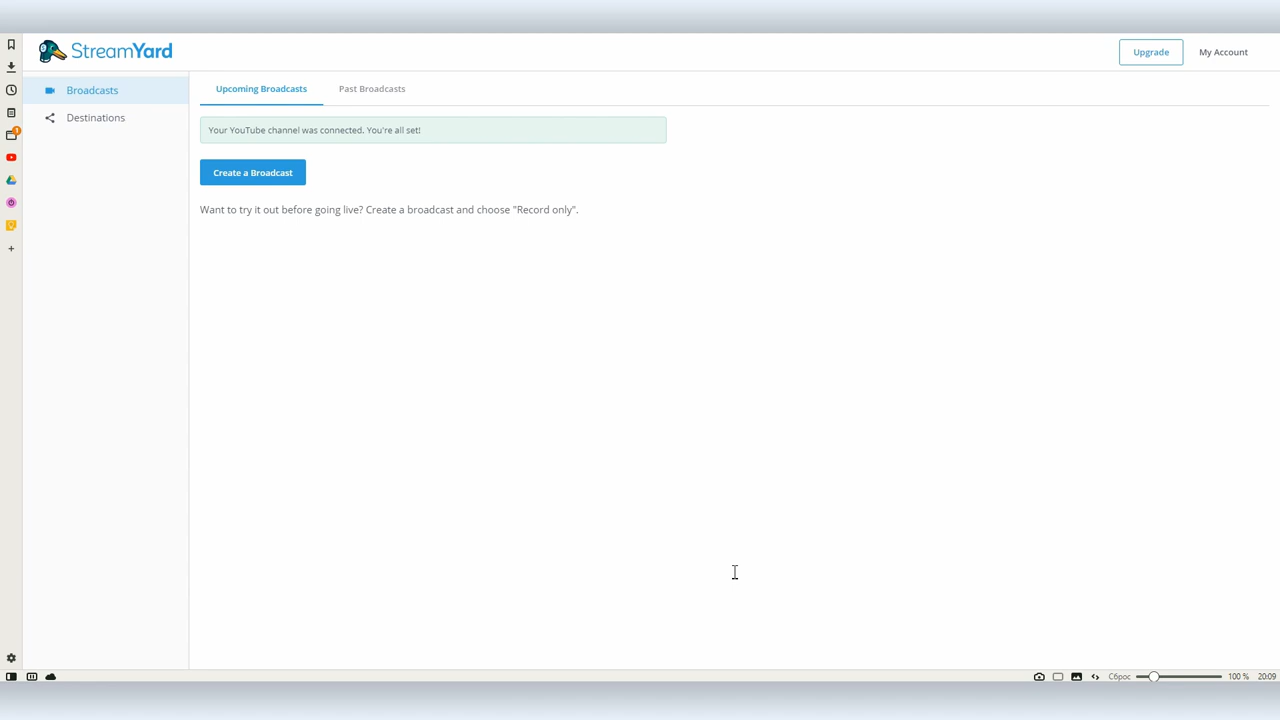 StreamYard
Upgrade
My Account
Broadcasts
Destinations
Upcoming Broadcasts
Past Broadcasts
Your YouTube channel was connected. You're all set!
Create a Broadcast
Want to try it out before going live? Create a broadcast and choose "Record only".
1
Сброс
100 %
20:09